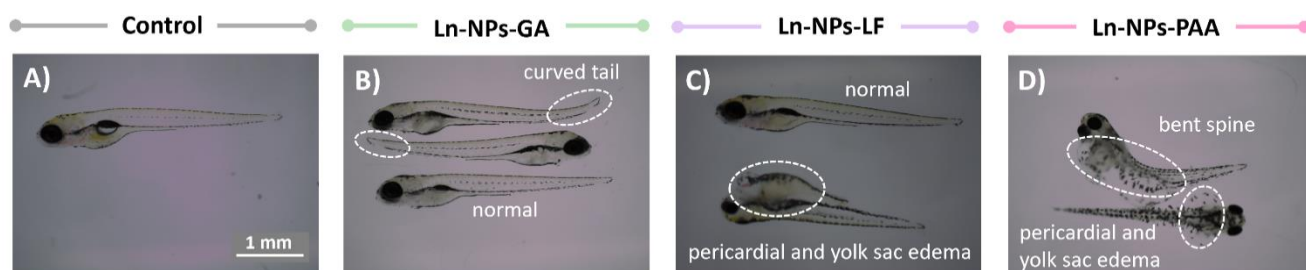 Control
Ln-NPs-GA
Ln-NPs-LF
Ln-NPs-PAA
A)
1 mm
B)
curved tail
normal
C)
normal
pericardial and yolk sac edema
D)
bent spine
pericardial and
yolk sac edema